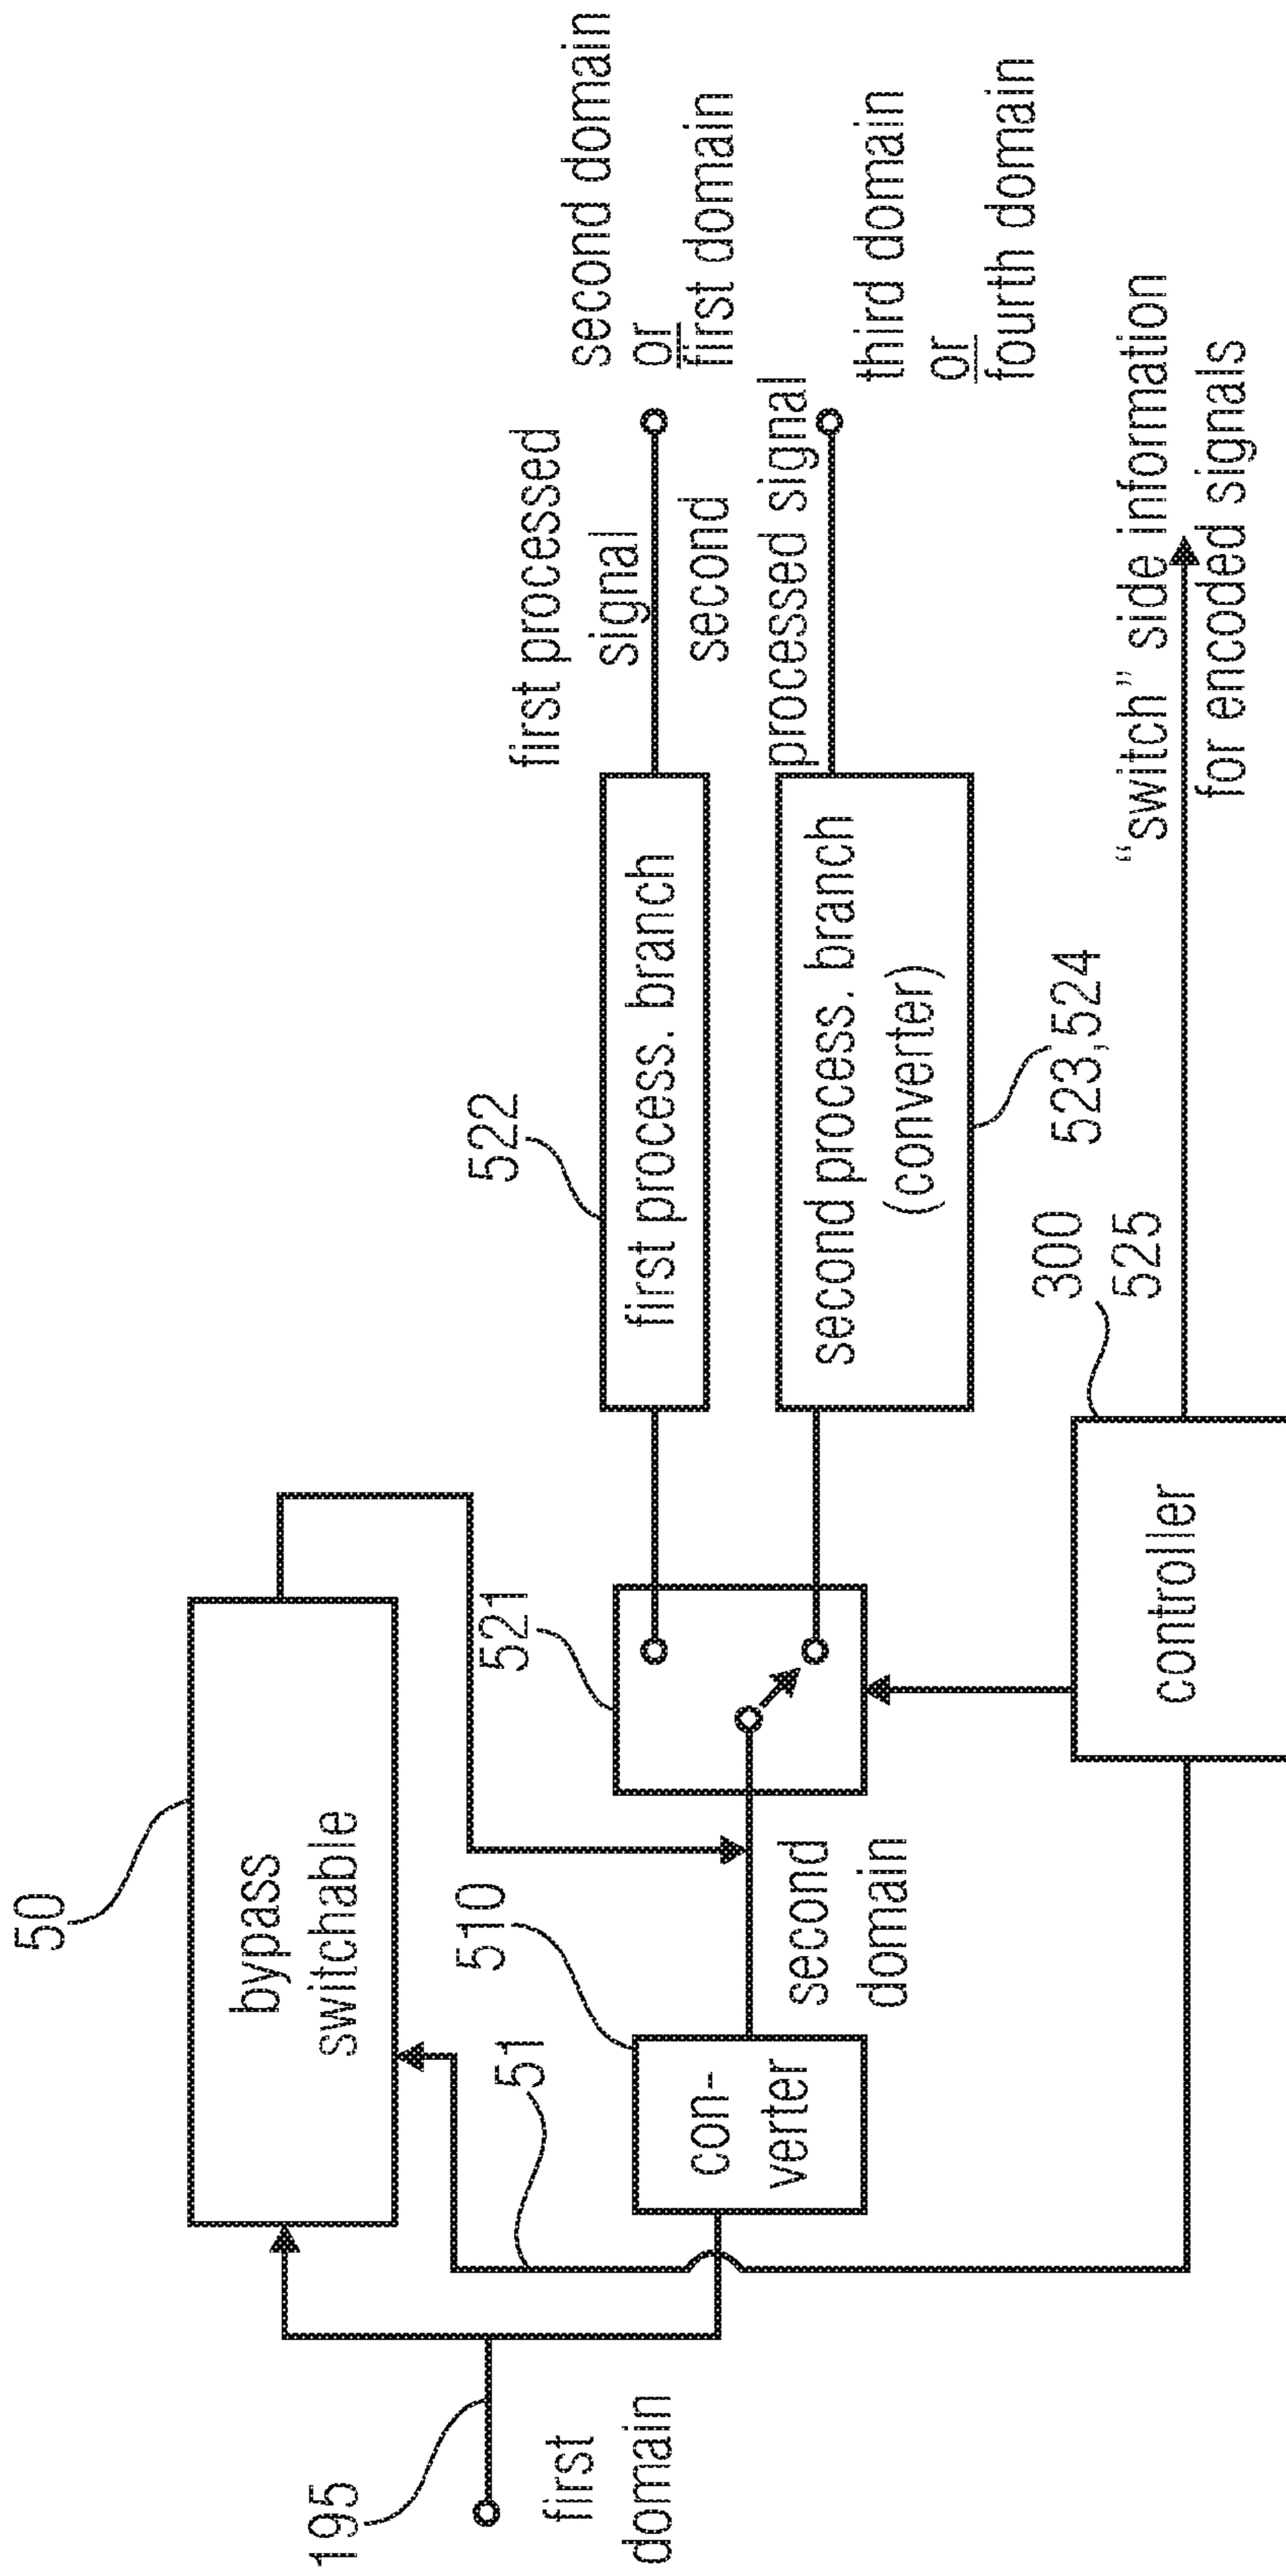 50
bypass
switchable
195
first
domain
51
510
con-
verter
second
domain
521
522
first process. branch
second process. branch
(converter)
523,524
first processed
signal
second
processed signal
second domain
or
first domain
third domain
or
fourth domain
300
525
controller
“switch” side information
for encoded signals